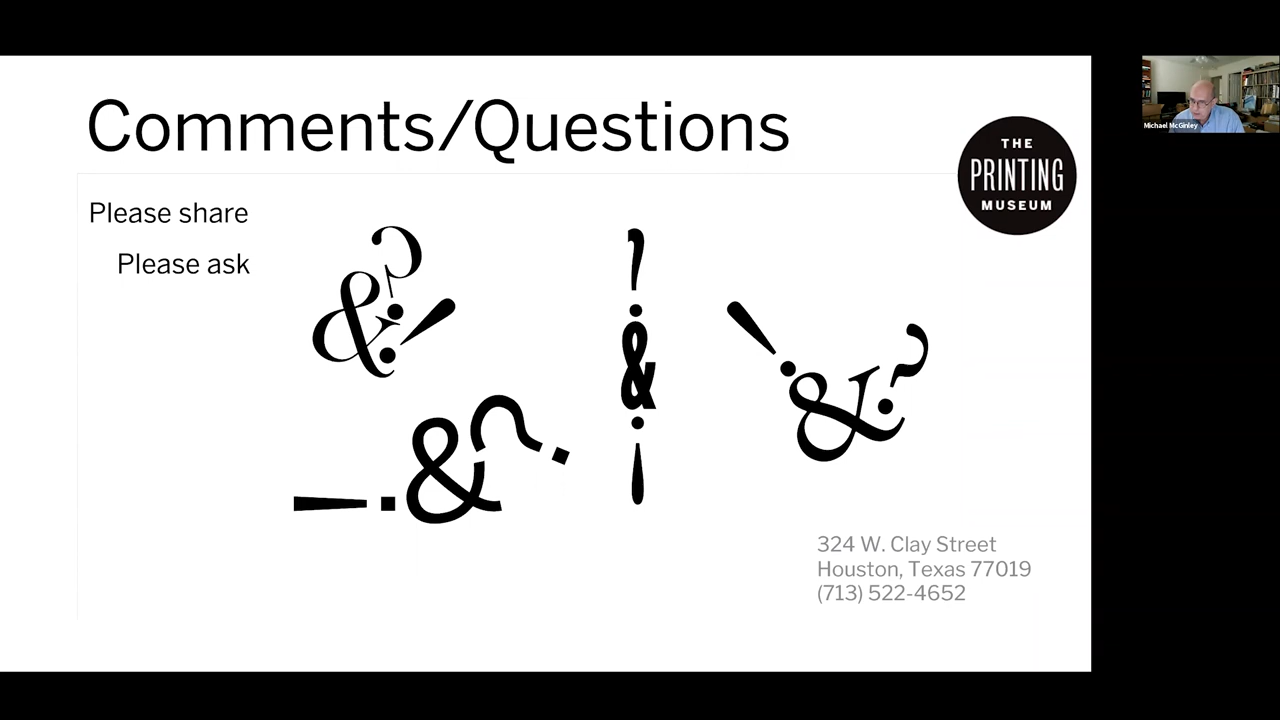 Comments/Questions
THE
PRINTING
MUSEUM
Michael McGinley
Please share
Please ask
&?!
?&!
!&?
!&?
324 W. Clay Street
Houston, Texas 77019
(713) 522-4652